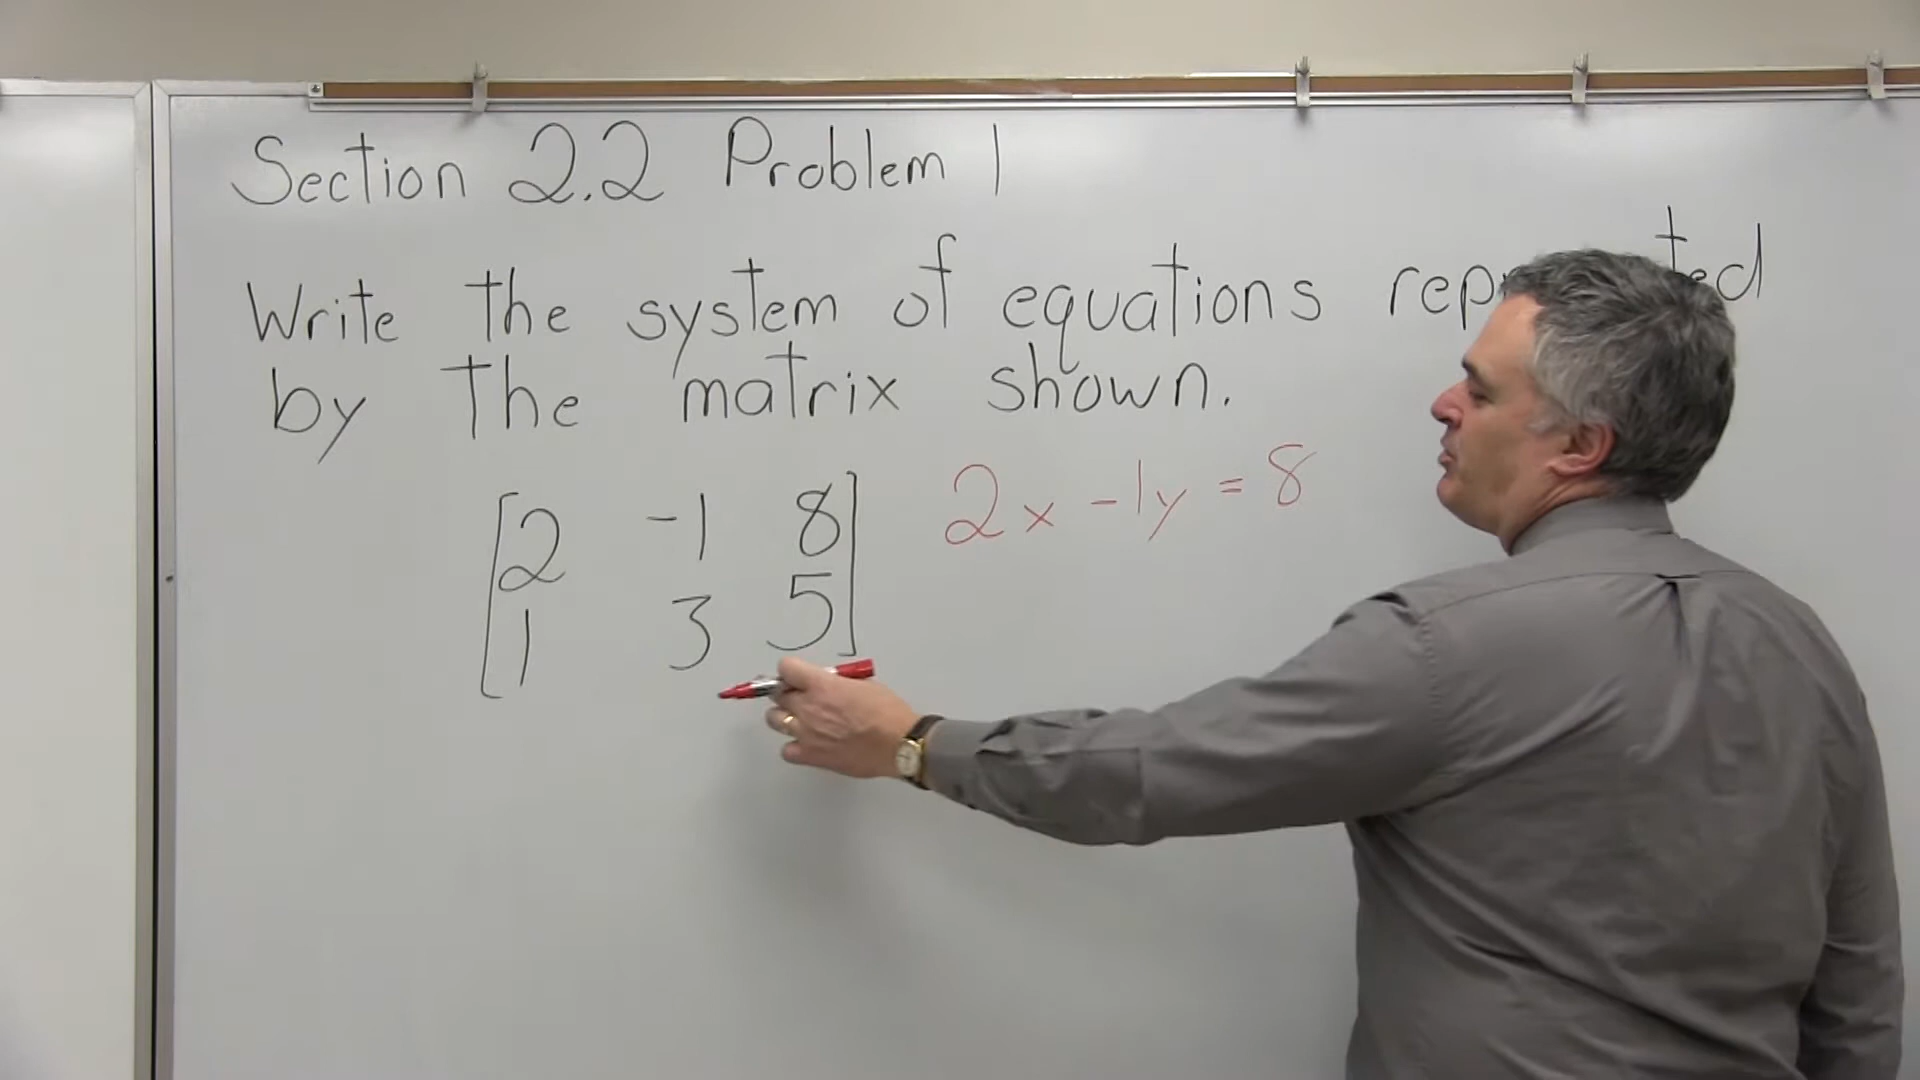 Section 2.2 Problem 1
Write the system of equations
by the matrix shown.
2 -1 8
1 3 5
2x -1y = 8